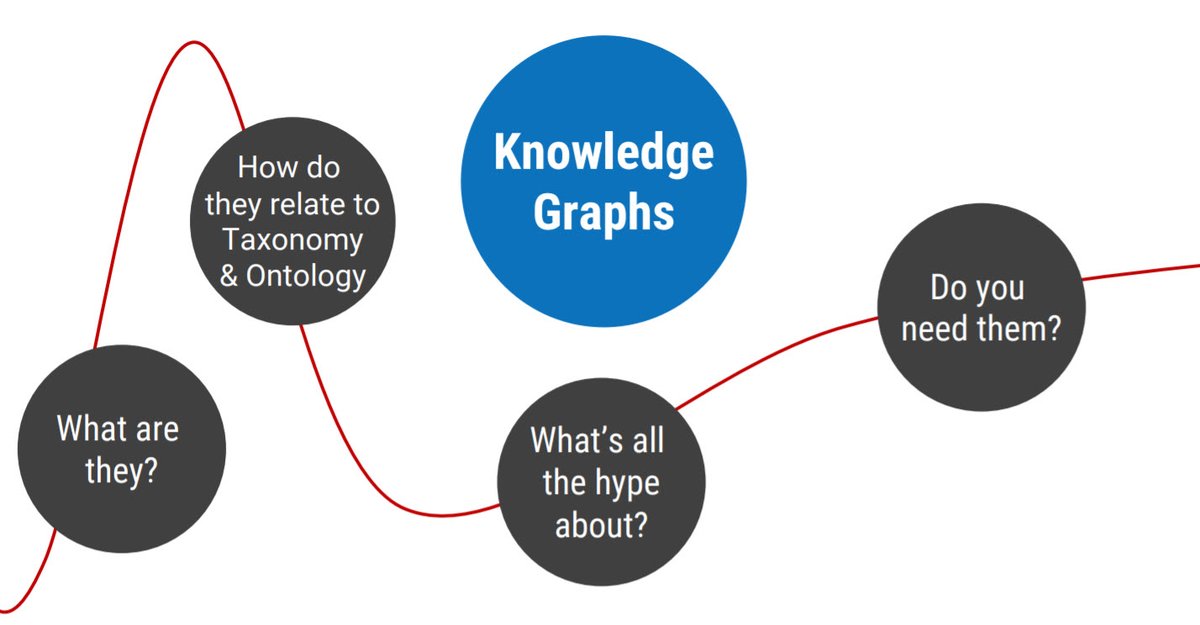 Knowledge
Graphs
What are
they?
How do
they relate to
Taxonomy
& Ontology
What’s all
the hype
about?
Do you
need them?